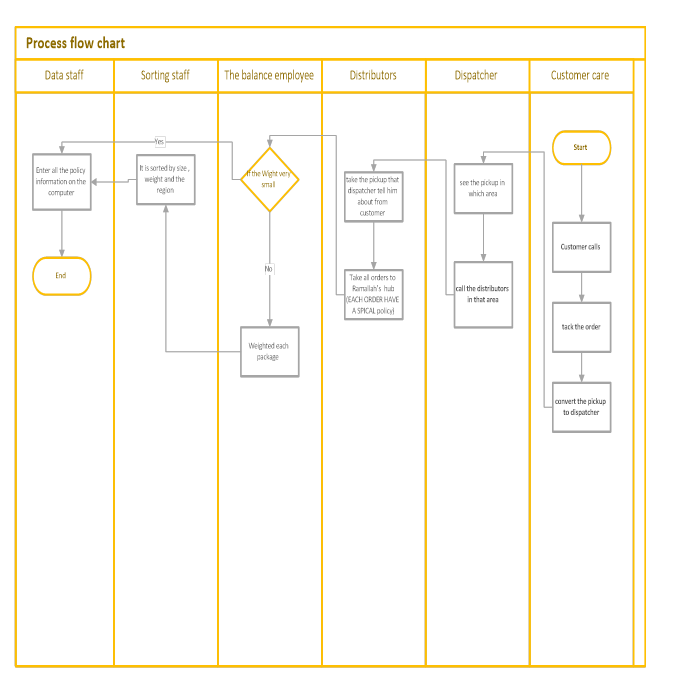 Process flow chart
Data staff
Sorting staff
The balance employee
Distributors
Dispatcher
Customer care
Yes
Enter all the policy
information on the
computer
End
It is sorted by size ,
weight and the
region
If the Wight very
small
No
Weighted each
package
take the pickup that
dispatcher tell him
about from
customer
Take all orders to
Ramallah's hub
(EACH ORDER HAVE
A SPICAL policy)
see the pickup in
which area
call the distributors
in that area
Start
Customer calls
tack the order
convert the pickup
to dispatcher